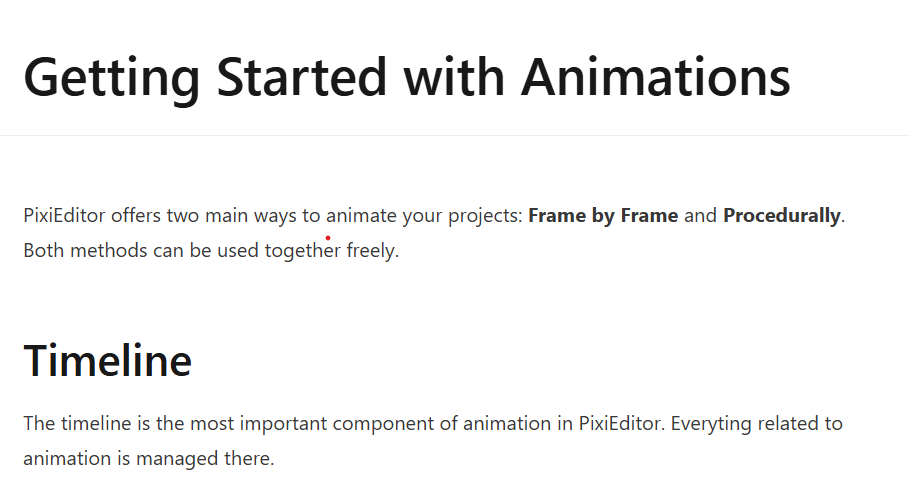 Getting Started with Animations
PixiEditor offers two main ways to animate your projects: Frame by Frame and Procedurally.
Both methods can be used together freely.
Timeline
The timeline is the most important component of animation in PixiEditor. Everyting related to
animation is managed there.